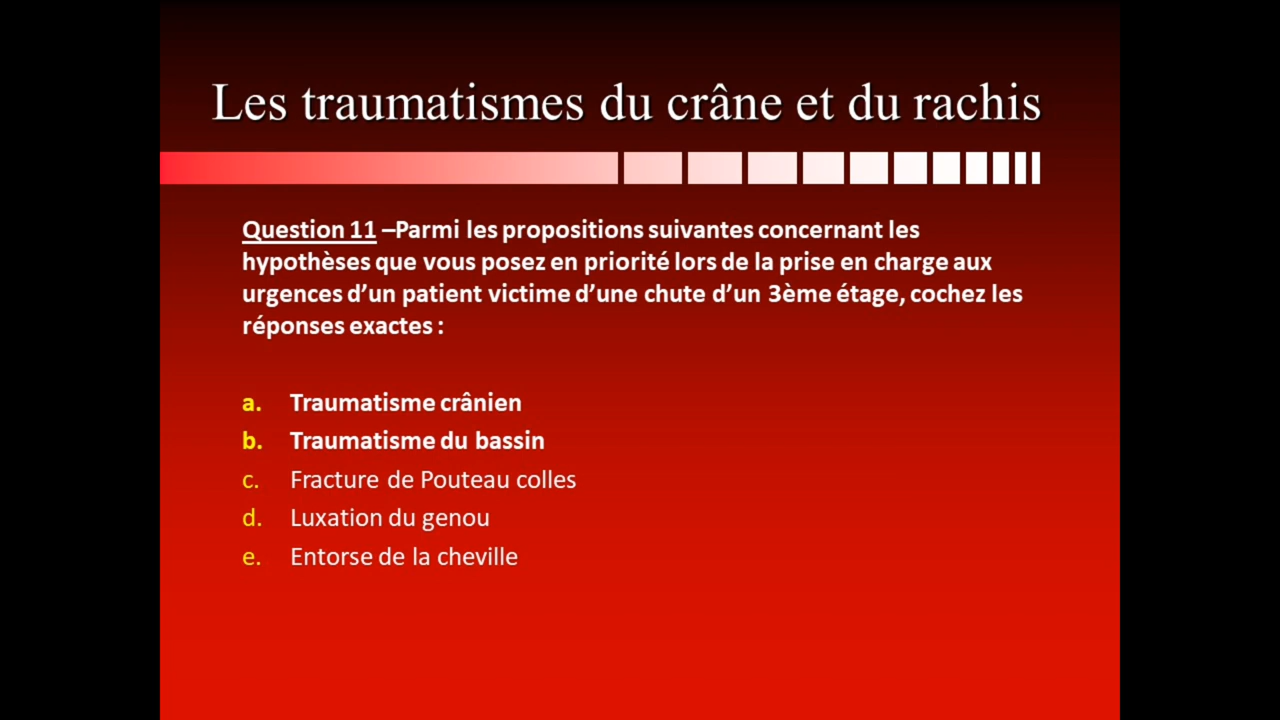 Les traumatismes du crâne et du rachis
Question 11 –Parmi les propositions suivantes concernant les
hypothèses que vous posez en priorité lors de la prise en charge aux
urgences d’un patient victime d’une chute d’un 3ème étage, cochez les
réponses exactes :
a. Traumatisme crânien
b. Traumatisme du bassin
c. Fracture de Pouteau colles
d. Luxation du genou
e. Entorse de la cheville